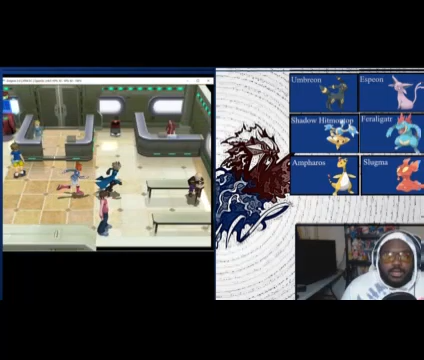 Umbreon
Espeon
Shadow Hitmontop
Feraligatr
Ampharos
Slugma